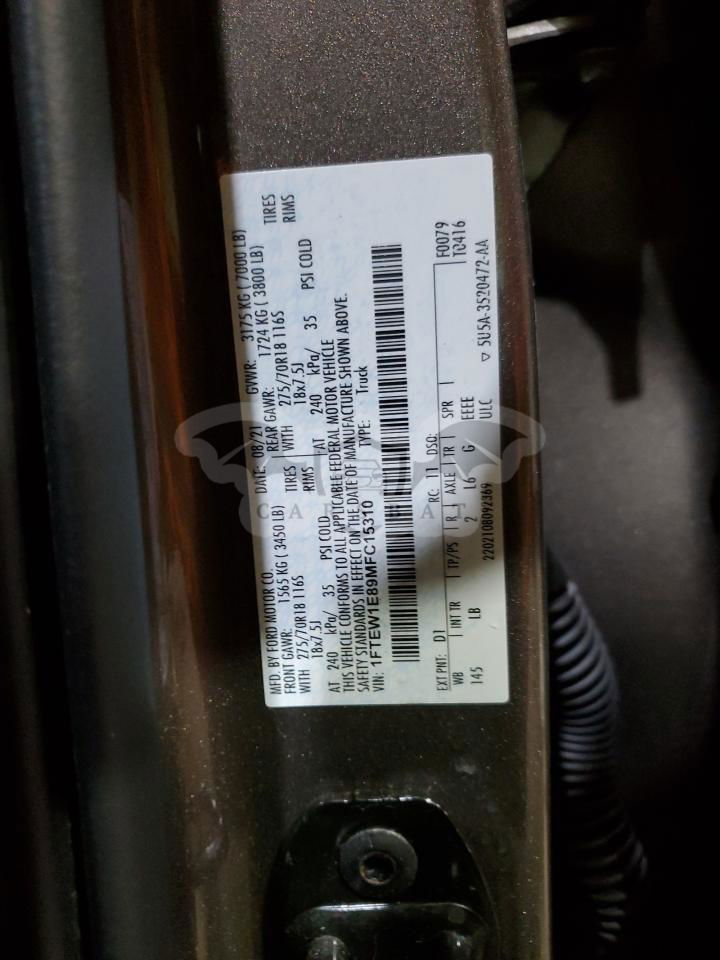 MFD. BY FORD MOTOR CO.
DATE: 08/21 GVWR: 3175 KG ( 7000 LB)
FRONT GAWR: 1565 KG ( 3450 LB) REAR GAWR: 1724 KG ( 3800 LB)
WITH 275/70R18 116S TIRES WITH 275/70R18 116S TIRES
18x7.5J RIMS 18x7.5J RIMS
AT 240 kPa/ 35 PSI COLD AT 240 kPa/ 35 PSI COLD
THIS VEHICLE CONFORMS TO ALL APPLICABLE FEDERAL MOTOR VEHICLE
SAFETY STANDARDS IN EFFECT ON THE DATE OF MANUFACTURE SHOWN ABOVE.
VIN: 1FTEW1E89MFC15310 TYPE: Truck
EXT PNT: D1 RC: 11 DSO: F0079
WB INT TR TP/PS R AXLE TR SPR T0416
145 LB 2 L6 G EEEE
ULC
2202108092369 ▽ 5U5A-3520472-AA
CAR BAT